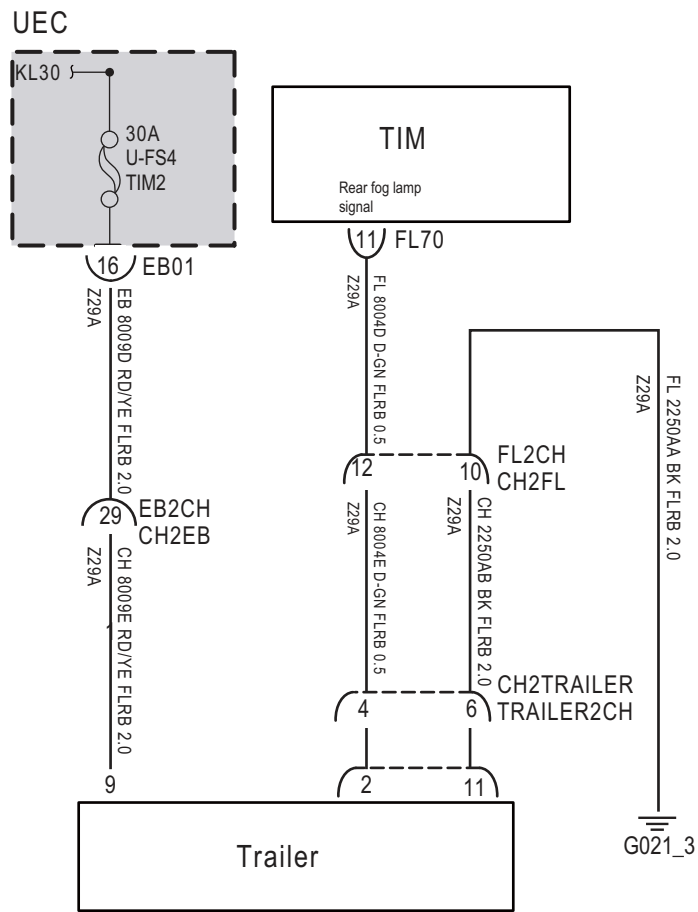 UEC
KL30
30A
U-FS4
TIM2
16 EB01
EB 8009D RD/YE FLRB 2.0
Z29A
29
EB2CH
CH2EB
CH 8009E RD/YE FLRB 2.0
Z29A
9
TIM
Rear fog lamp
signal
11 FL70
FL 8004D D-GN FLRB 0.5
Z29A
12 10
FL2CH
CH2FL
CH 8004E D-GN FLRB 0.5
Z29A
CH 2250AB BK FLRB 2.0
Z29A
FL 2250AA BK FLRB 2.0
Z29A
4 6
CH2TRAILER
TRAILER2CH
2 11
G021_3
Trailer